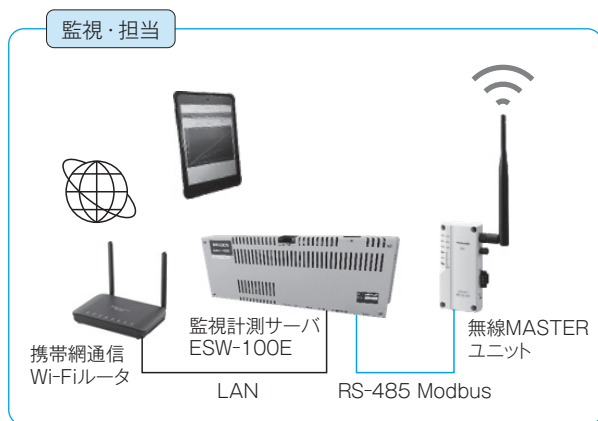 監視・担当
監視計測サーバ
ESW-100E
無線MASTER
ユニット
携帯網通信
Wi-Fiルータ
LAN
RS-485 Modbus